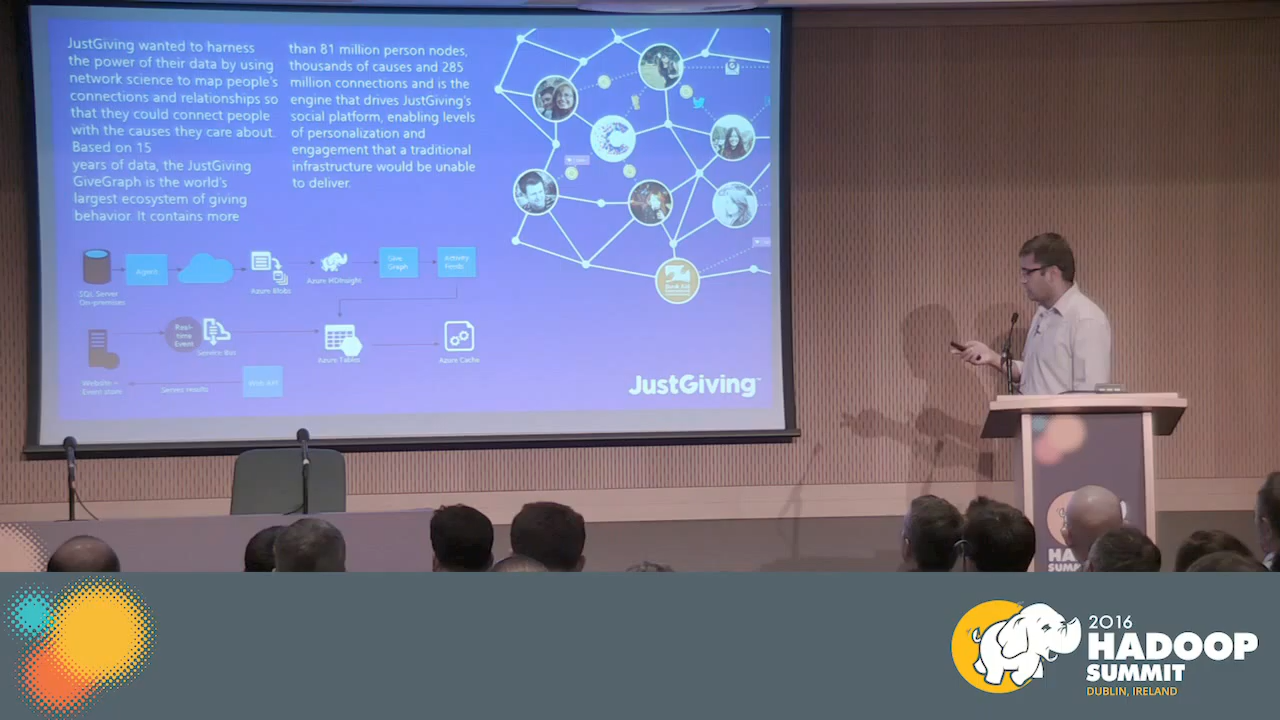 JustGiving wanted to harness
the power of their data by using
network science to map people's
connections and relationships so
that they could connect people
with the causes they care about.
Based on 15
years of data, the JustGiving
GiveGraph is the world's
largest ecosystem of giving
behavior. It contains more
than 81 million person nodes,
thousands of causes and 285
million connections and is the
engine that drives JustGiving's
social platform, enabling levels
of personalization and
engagement that a traditional
infrastructure would be unable
to deliver.
SQL Server
On-premises
Agent
Azure Blobs
Azure HDInsight
Give
Graph
Activity
Feeds
Real-
time
Event
Service Bus
Azure Tables
Azure Cache
Website –
Event store
Serves results
Web API
JustGiving
HA
SUMM
2016
HADOOP
SUMMIT
DUBLIN, IRELAND